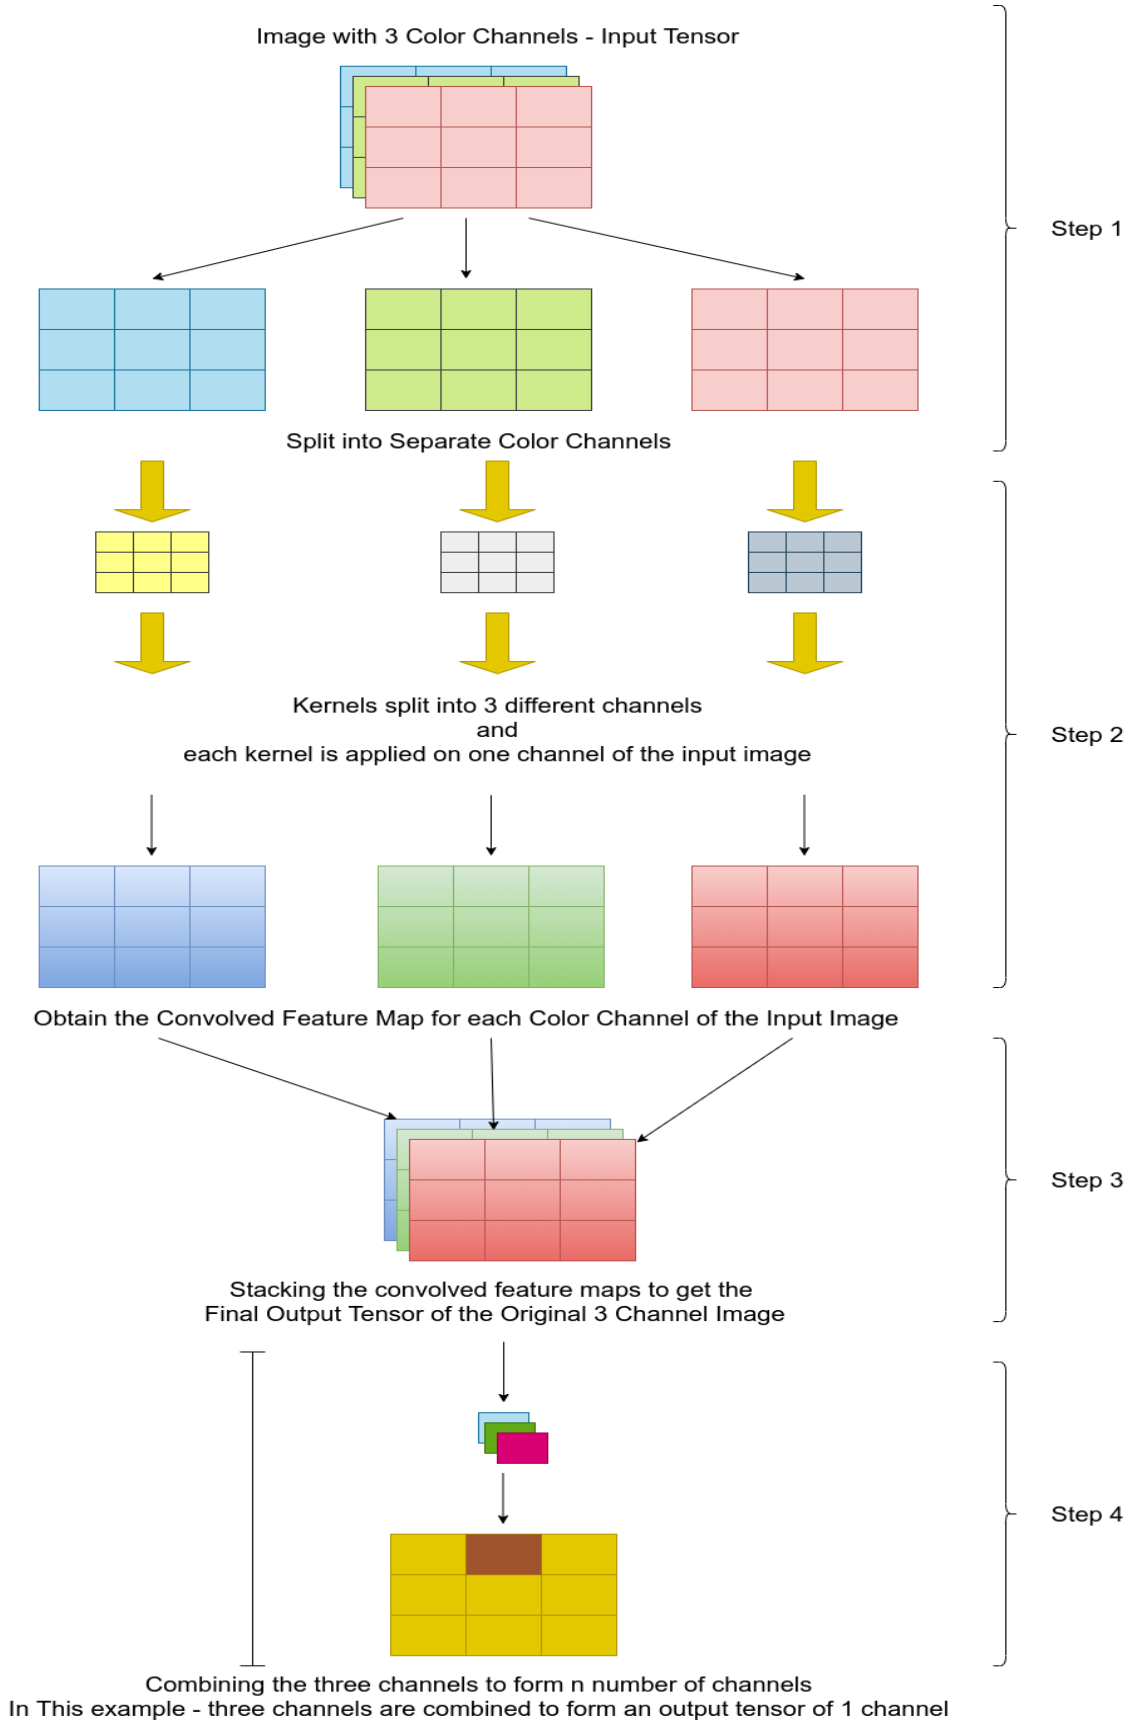 Image with 3 Color Channels - Input Tensor
Step 1
Split into Separate Color Channels
Kernels split into 3 different channels
and
each kernel is applied on one channel of the input image
Step 2
Obtain the Convolved Feature Map for each Color Channel of the Input Image
Step 3
Stacking the convolved feature maps to get the
Final Output Tensor of the Original 3 Channel Image
Step 4
Combining the three channels to form n number of channels
In This example - three channels are combined to form an output tensor of 1 channel